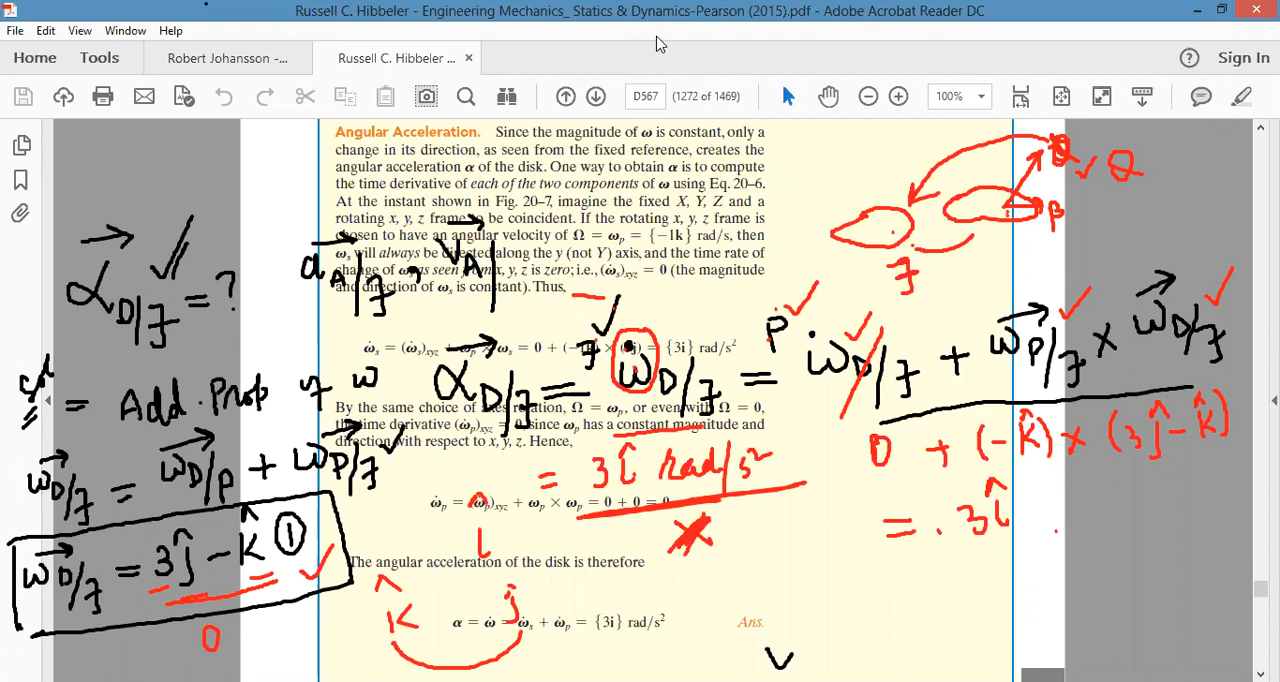 Russell C. Hibbeler - Engineering Mechanics_ Statics & Dynamics-Pearson (2015).pdf - Adobe Acrobat Reader DC
File Edit View Window Help
Home Tools Robert Johansson -... Russell C. Hibbeler ... × Sign In
D567 (1272 of 1469) 100%
Angular Acceleration. Since the magnitude of ω is constant, only a
change in its direction, as seen from the fixed reference, creates the
angular acceleration α of the disk. One way to obtain α is to compute
the time derivative of each of the two components of ω using Eq. 20–6.
At the instant shown in Fig. 20–7, imagine the fixed X, Y, Z and a
rotating x, y, z frame to be coincident. If the rotating x, y, z frame is
chosen to have an angular velocity of Ω = ωp = {−1k} rad/s, then
ωs will always be directed along the y (not Y) axis, and the time rate of
change of ωs as seen from x, y, z is zero; i.e., (ω̇s)xyz = 0 (the magnitude
and direction of ωs is constant). Thus,
ω̇s = (ω̇s)xyz + ωp × ωs = 0 + (−1k) × (3j) = {3i} rad/s²
By the same choice of axes rotation, Ω = ωp, or even with Ω = 0,
the time derivative (ω̇p)xyz = 0, since ωp has a constant magnitude and
direction with respect to x, y, z. Hence,
ω̇p = (ω̇p)xyz + ωp × ωp = 0 + 0 = 0
The angular acceleration of the disk is therefore
α = ω̇ = ω̇s + ω̇p = {3i} rad/s² Ans.
α D/F = ?
a A/F , V A/
Q Q
P
F
sol = Add. Prop of ω
ω D/F = ω D/P + ω P/F
ω D/F = 3ĵ - k̂ ①
0
α D/F = F ω̇ D/F = P ω̇ D/F + ω P/F × ω D/F
0 + (-k̂) × (3ĵ - k̂)
= 3î rad/s²
= . 3î .
î
k̂ ĵ